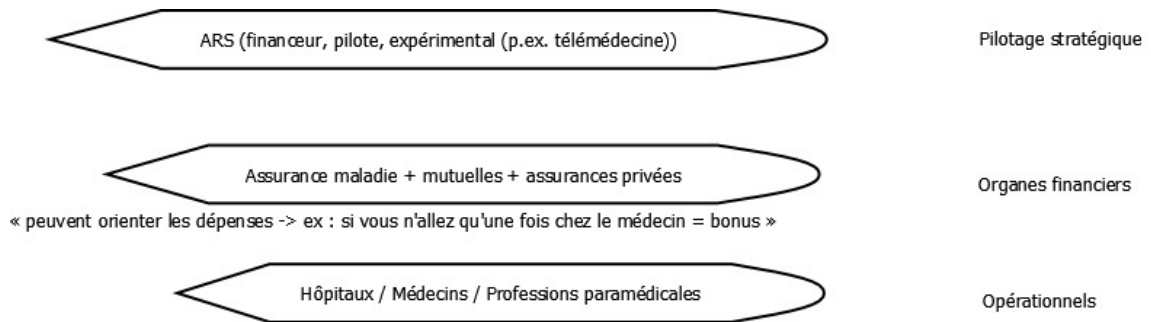 ARS (financeur, pilote, expérimental (p.ex. télémédecine))
Pilotage stratégique
Assurance maladie + mutuelles + assurances privées
Organes financiers
« peuvent orienter les dépenses -> ex : si vous n'allez qu'une fois chez le médecin = bonus »
Hôpitaux / Médecins / Professions paramédicales
Opérationnels